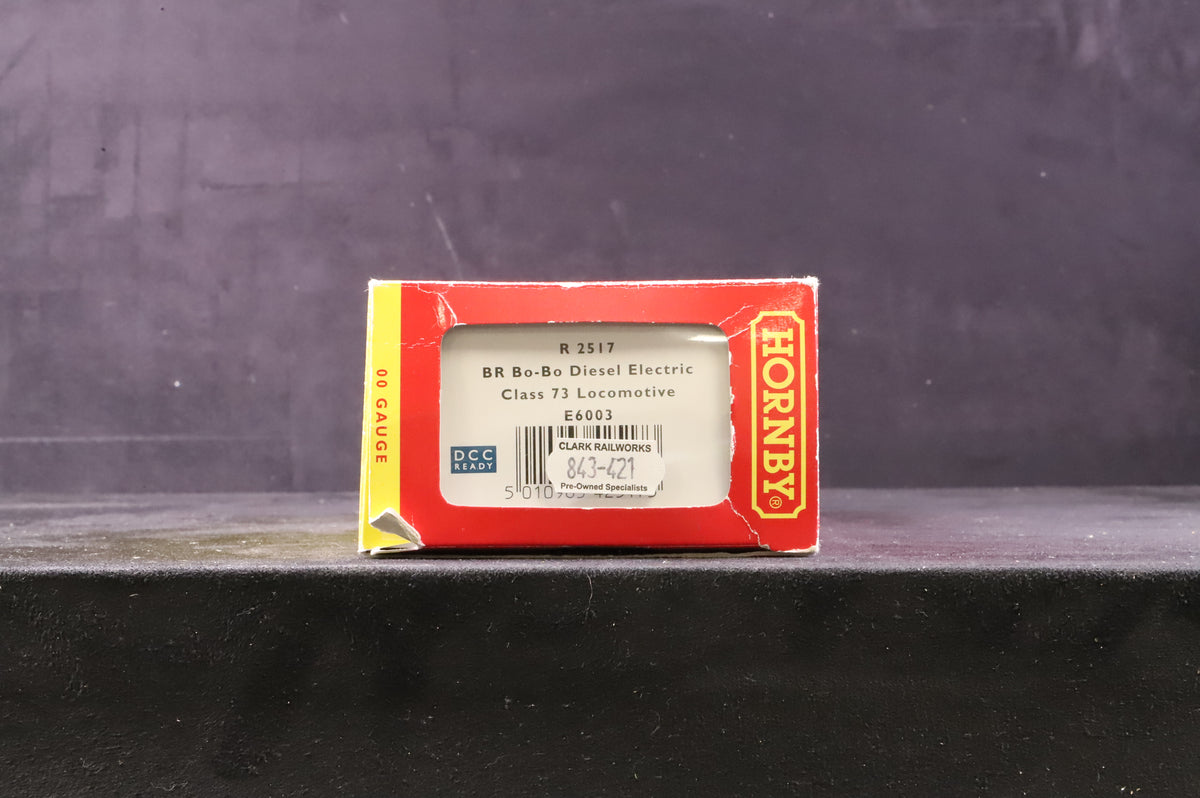 00 GAUGE
R 2517
BR Bo-Bo Diesel Electric
Class 73 Locomotive
E6003
DCC
READY
CLARK RAILWORKS
843-421
Pre-Owned Specialists
HORNBY®